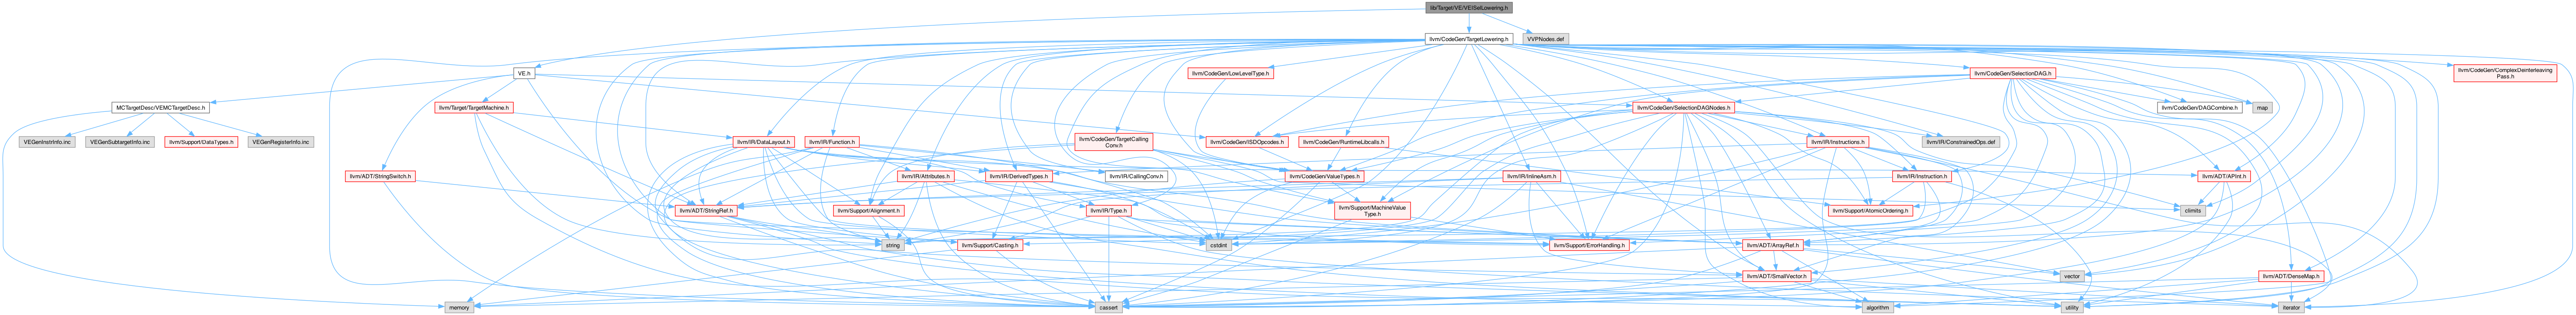 lib/Target/VE/VEISelLowering.h
llvm/CodeGen/TargetLowering.h
VVPNodes.def
VE.h
llvm/CodeGen/LowLevelType.h
llvm/CodeGen/SelectionDAG.h
llvm/CodeGen/ComplexDeinterleaving
Pass.h
MCTargetDesc/VEMCTargetDesc.h
llvm/Target/TargetMachine.h
llvm/CodeGen/SelectionDAGNodes.h
llvm/CodeGen/DAGCombine.h
map
VEGenInstrInfo.inc
VEGenSubtargetInfo.inc
llvm/Support/DataTypes.h
VEGenRegisterInfo.inc
llvm/IR/DataLayout.h
llvm/IR/Function.h
llvm/CodeGen/TargetCalling
Conv.h
llvm/CodeGen/ISDOpcodes.h
llvm/CodeGen/RuntimeLibcalls.h
llvm/IR/Instructions.h
llvm/IR/ConstrainedOps.def
llvm/ADT/StringSwitch.h
llvm/IR/Attributes.h
llvm/IR/DerivedTypes.h
llvm/IR/CallingConv.h
llvm/CodeGen/ValueTypes.h
llvm/IR/InlineAsm.h
llvm/IR/Instruction.h
llvm/ADT/APInt.h
llvm/ADT/StringRef.h
llvm/Support/Alignment.h
llvm/IR/Type.h
llvm/Support/MachineValue
Type.h
llvm/Support/AtomicOrdering.h
climits
string
llvm/Support/Casting.h
cstdint
llvm/Support/ErrorHandling.h
llvm/ADT/ArrayRef.h
llvm/ADT/SmallVector.h
vector
llvm/ADT/DenseMap.h
memory
cassert
algorithm
utility
iterator